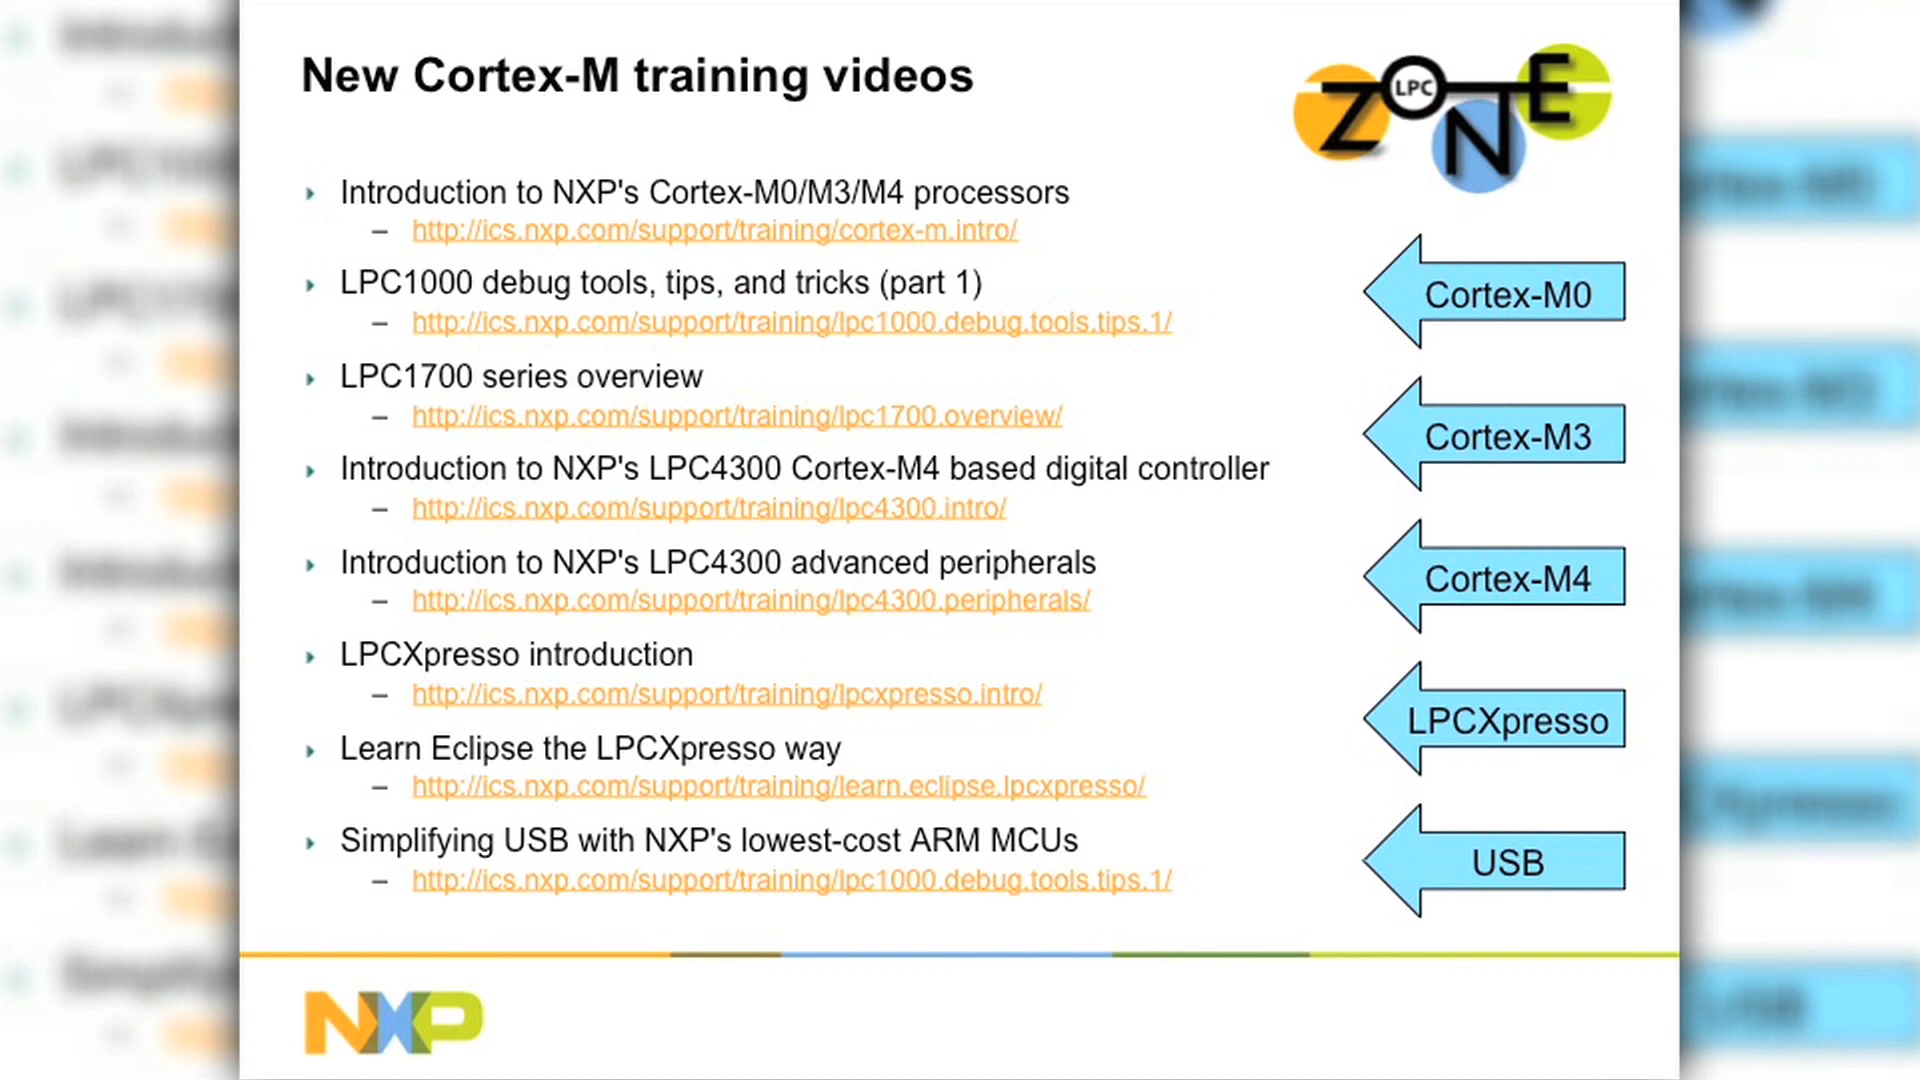 New Cortex-M training videos
ZONE
LPC
Introduction to NXP's Cortex-M0/M3/M4 processors
– http://ics.nxp.com/support/training/cortex-m.intro/
LPC1000 debug tools, tips, and tricks (part 1)
– http://ics.nxp.com/support/training/lpc1000.debug.tools.tips.1/
Cortex-M0
LPC1700 series overview
– http://ics.nxp.com/support/training/lpc1700.overview/
Cortex-M3
Introduction to NXP's LPC4300 Cortex-M4 based digital controller
– http://ics.nxp.com/support/training/lpc4300.intro/
Introduction to NXP's LPC4300 advanced peripherals
– http://ics.nxp.com/support/training/lpc4300.peripherals/
Cortex-M4
LPCXpresso introduction
– http://ics.nxp.com/support/training/lpcxpresso.intro/
LPCXpresso
Learn Eclipse the LPCXpresso way
– http://ics.nxp.com/support/training/learn.eclipse.lpcxpresso/
Simplifying USB with NXP's lowest-cost ARM MCUs
– http://ics.nxp.com/support/training/lpc1000.debug.tools.tips.1/
USB
NXP